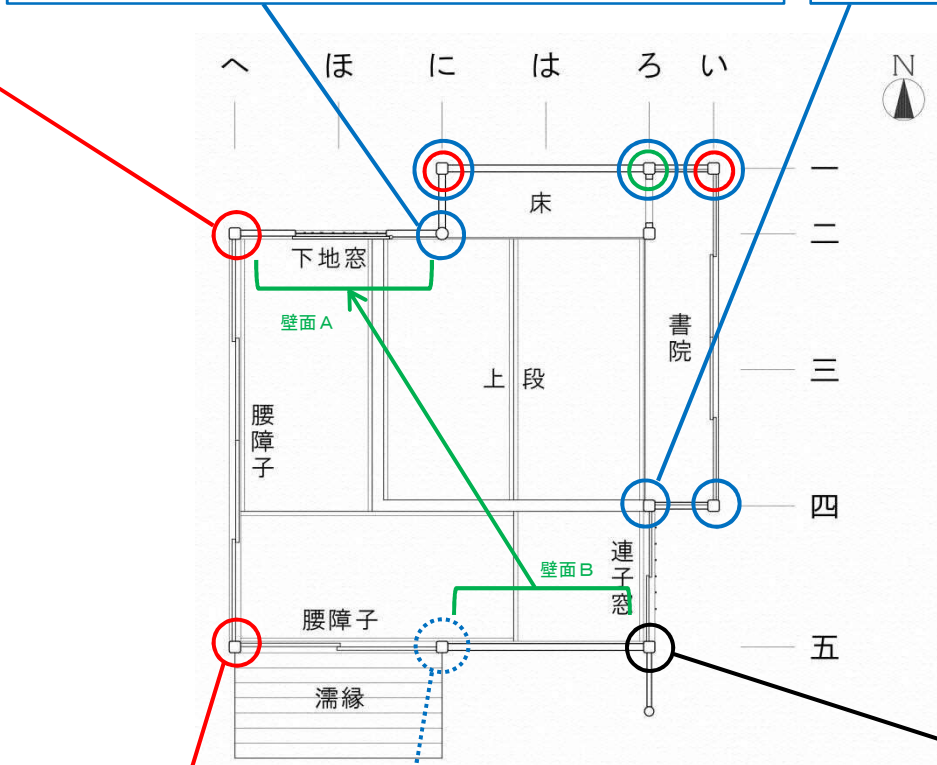 へ ほ に は ろ い
N
一
床
二
下地窓
壁面A
書院
三
上段
腰障子
四
連子窓
壁面B
腰障子
五
濡縁